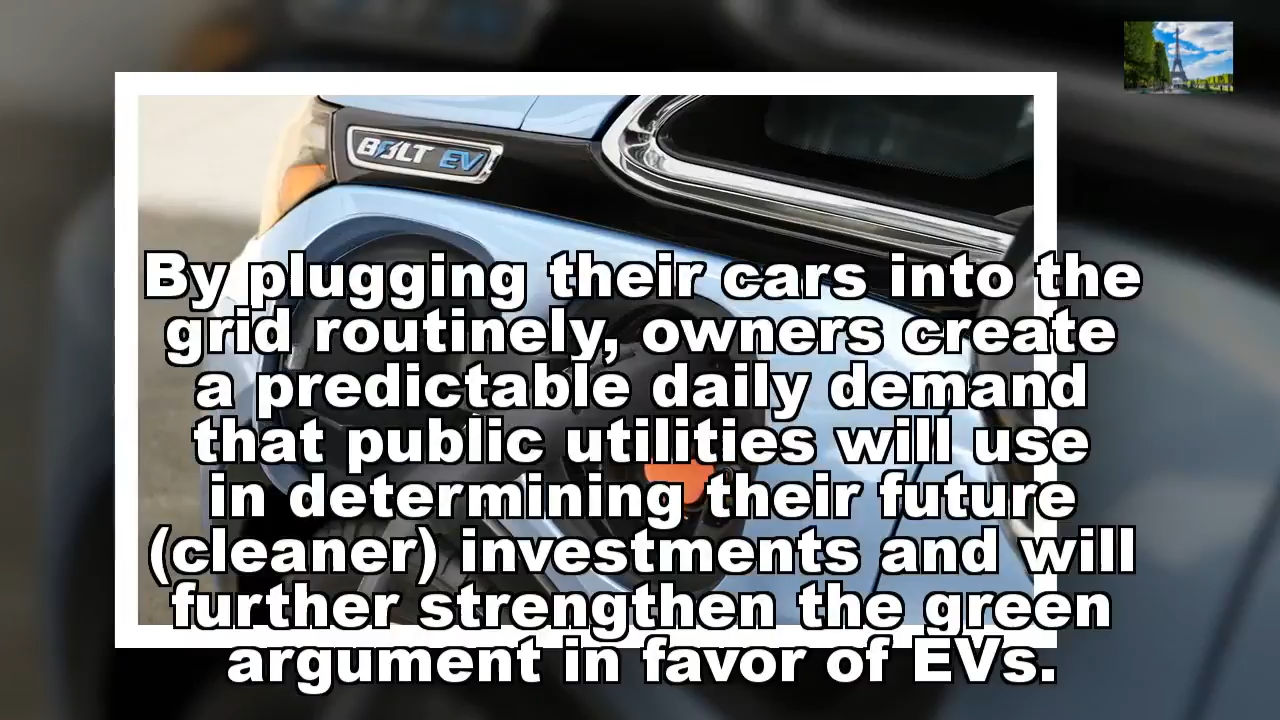 BOLT EV
By plugging their cars into the
grid routinely, owners create
a predictable daily demand
that public utilities will use
in determining their future
(cleaner) investments and will
further strengthen the green
argument in favor of EVs.